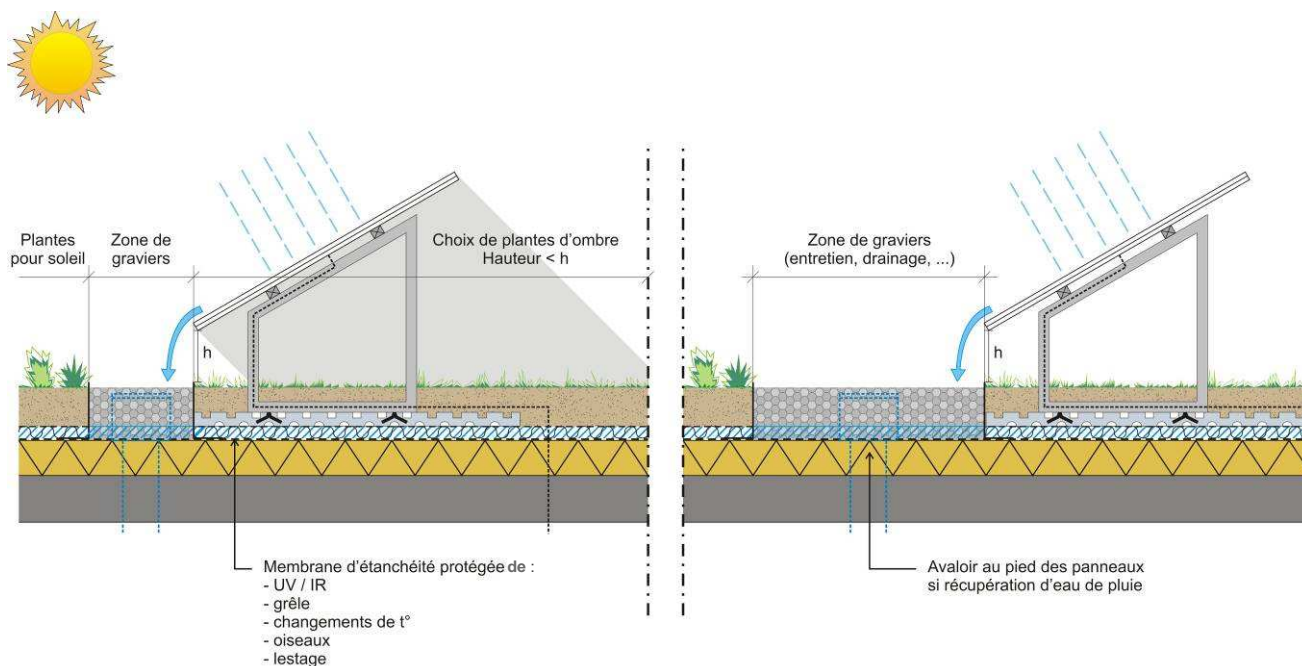 Plantes
pour soleil
Zone de
graviers
Choix de plantes d'ombre
Hauteur < h
Zone de graviers
(entretien, drainage, ...)
h
h
Membrane d'étanchéité protégée de :
- UV / IR
- grêle
- changements de t°
- oiseaux
- lestage
Avaloir au pied des panneaux
si récupération d'eau de pluie